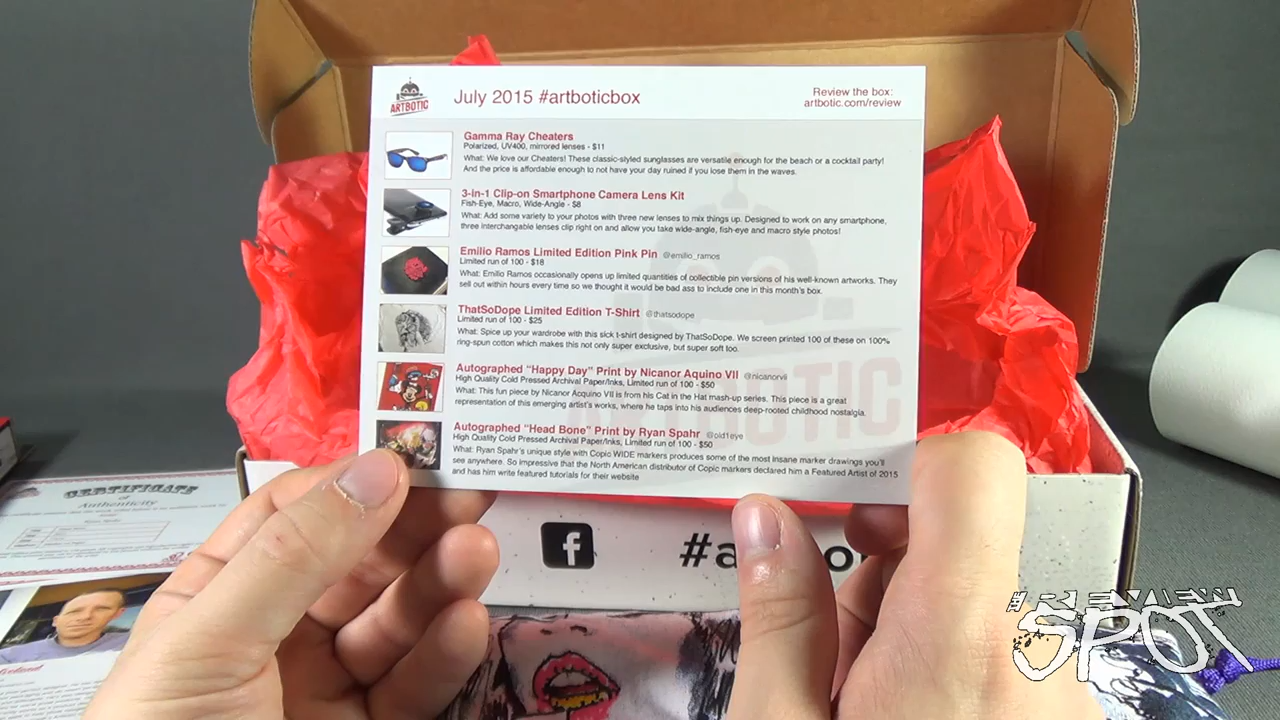 ARTBOTIC
July 2015 #artboticbox
Review the box:
artbotic.com/review
Gamma Ray Cheaters
Polarized, UV400, mirrored lenses - $11
What: We love our Cheaters! These classic-styled sunglasses are versatile enough for the beach or a cocktail party!
And the price is affordable enough to not have your day ruined if you lose them in the waves.
3-in-1 Clip-on Smartphone Camera Lens Kit
Fish-Eye, Macro, Wide-Angle - $8
What: Add some variety to your photos with three new lenses to mix things up. Designed to work on any smartphone,
three interchangable lenses clip right on and allow you take wide-angle, fish-eye and macro style photos!
Emilio Ramos Limited Edition Pink Pin @emilio_ramos
Limited run of 100 - $18
What: Emilio Ramos occasionally opens up limited quantities of collectible pin versions of his well-known artworks. They
sell out within hours every time so we thought it would be bad ass to include one in this month's box.
ThatSoDope Limited Edition T-Shirt @thatsodope
Limited run of 100 - $25
What: Spice up your wardrobe with this sick t-shirt designed by ThatSoDope. We screen printed 100 of these on 100%
ring-spun cotton which makes this not only super exclusive, but super soft too.
Autographed "Happy Day" Print by Nicanor Aquino VII @nicanorvii
High Quality Cold Pressed Archival Paper/Inks, Limited run of 100 - $50
What: This fun piece by Nicanor Aquino VII is from his Cat in the Hat mash-up series. This piece is a great
representation of this emerging artist's works, where he taps into his audiences deep-rooted childhood nostalgia.
Autographed "Head Bone" Print by Ryan Spahr @old1eye
High Quality Cold Pressed Archival Paper/Inks, Limited run of 100 - $50
What: Ryan Spahr's unique style with Copic WIDE markers produces some of the most insane marker drawings you'll
see anywhere. So impressive that the North American distributor of Copic markers declared him a Featured Artist of 2015
and has him write featured tutorials for their website
CERTIFICATE
of
Authenticity
f
SPOT